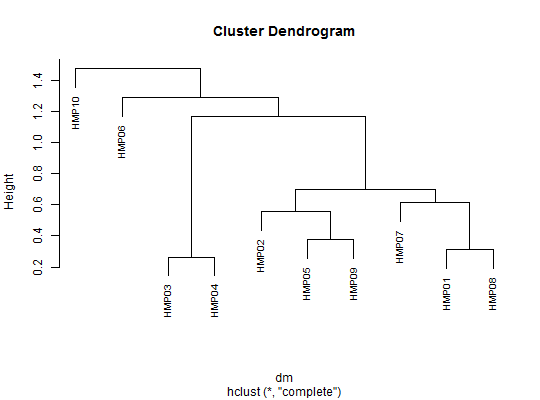 Cluster Dendrogram
Height
1.4
1.2
1.0
0.8
0.6
0.4
0.2
HMP10
HMP06
HMP03
HMP04
HMP02
HMP05
HMP09
HMP07
HMP01
HMP08
dm
hclust (*, "complete")